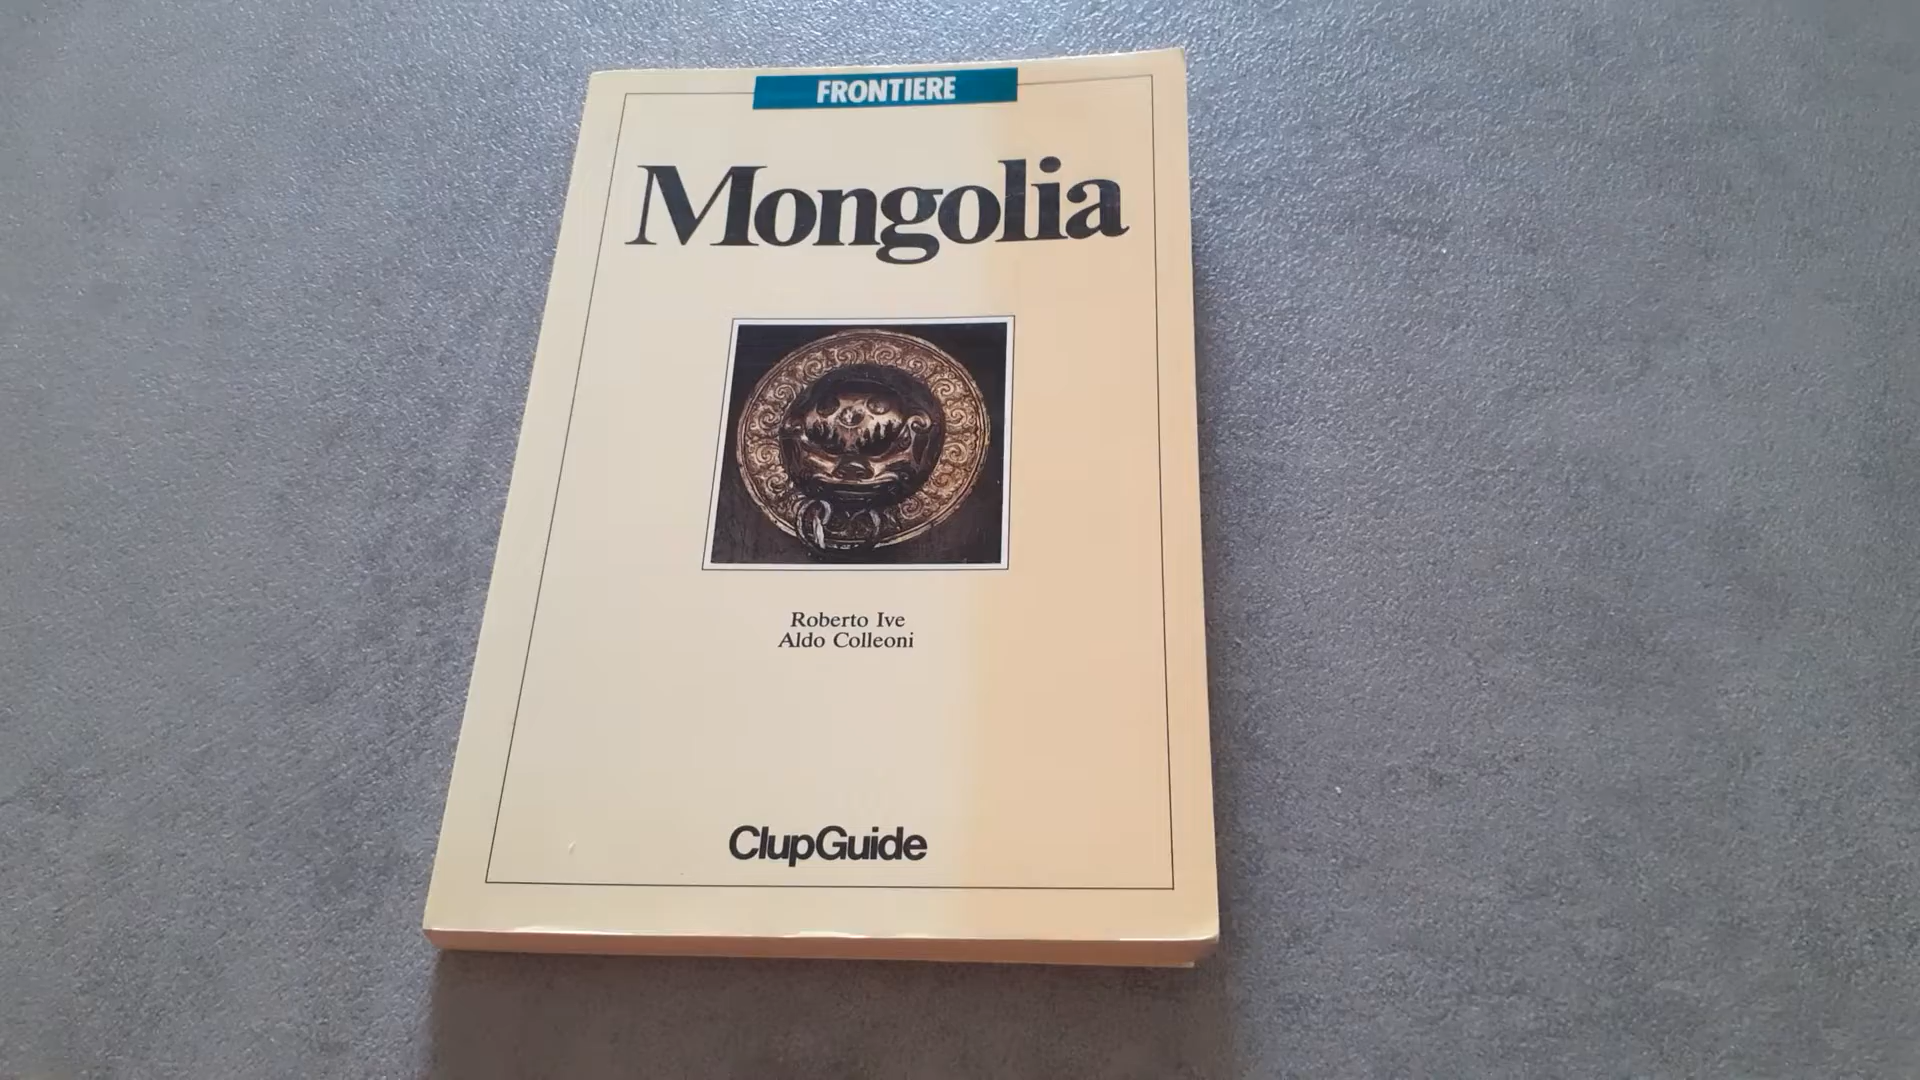 FRONTIERE
Mongolia
Roberto Ive
Aldo Colleoni
ClupGuide